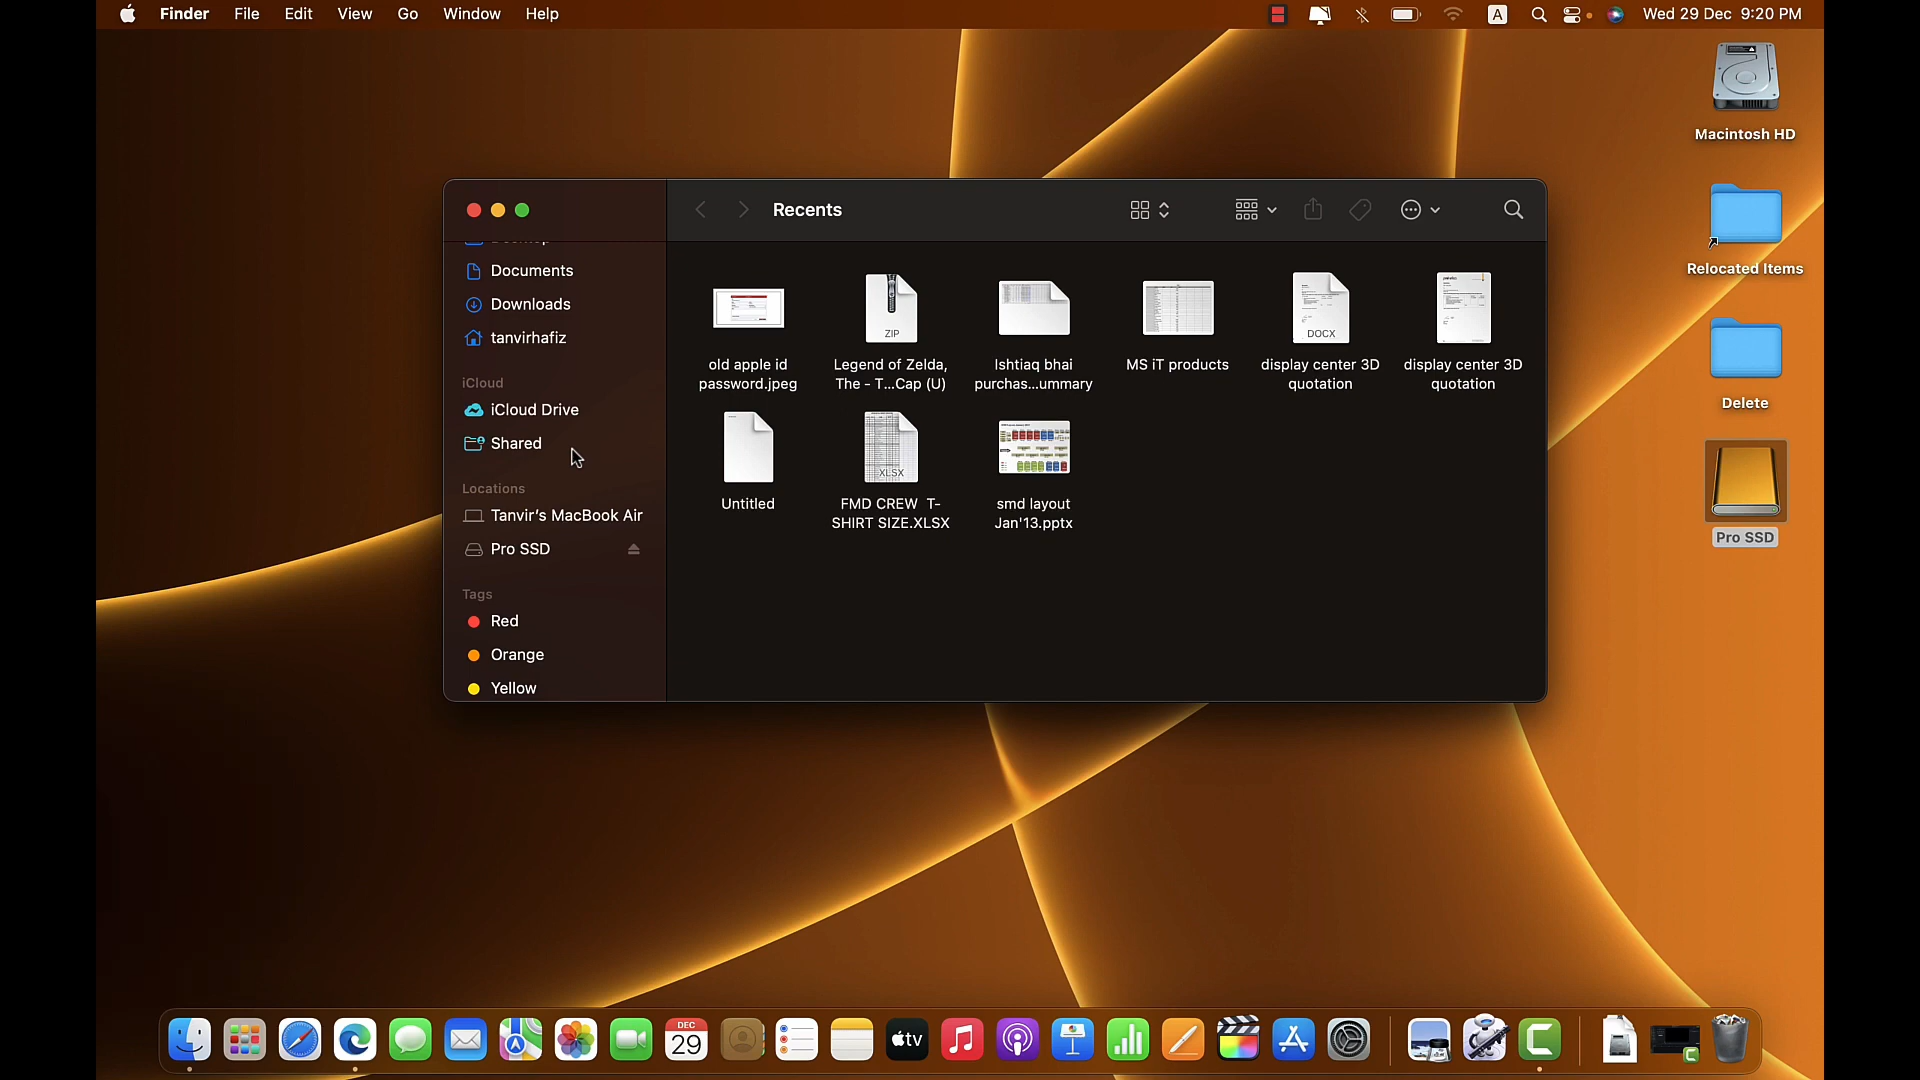 Finder File Edit View Go Window Help
A
Wed 29 Dec 9:20 PM
Macintosh HD
Relocated Items
Delete
Pro SSD
Recents
Desktop
Documents
Downloads
tanvirhafiz
iCloud
iCloud Drive
Shared
Locations
Tanvir's MacBook Air
Pro SSD
Tags
Red
Orange
Yellow
old apple id
password.jpeg
ZIP
Legend of Zelda,
The - T...Cap (U)
Ishtiaq bhai
purchas...ummary
MS iT products
DOCX
display center 3D
quotation
display center 3D
quotation
Untitled
XLSX
FMD CREW T-
SHIRT SIZE.XLSX
smd layout
Jan'13.pptx
DEC
29
tv